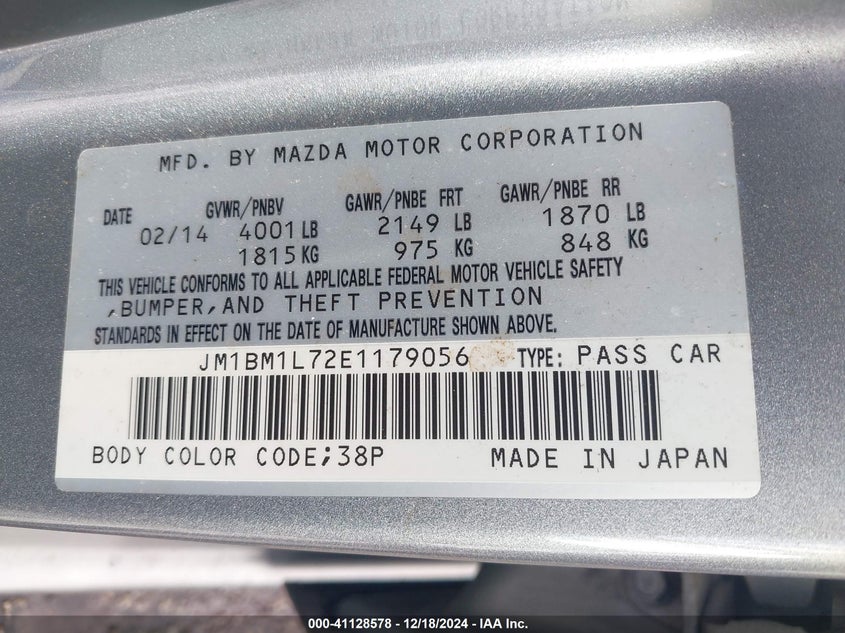 MFD. BY MAZDA MOTOR CORPORATION
DATE GVWR/PNBV GAWR/PNBE FRT GAWR/PNBE RR
02/14 4001 LB 2149 LB 1870 LB
1815 KG 975 KG 848 KG
THIS VEHICLE CONFORMS TO ALL APPLICABLE FEDERAL MOTOR VEHICLE SAFETY
,BUMPER,AND THEFT PREVENTION
STANDARDS IN EFFECT ON THE DATE OF MANUFACTURE SHOWN ABOVE.
JM1BM1L72E1179056 TYPE: PASS CAR
BODY COLOR CODE;38P MADE IN JAPAN
000-41128578 - 12/18/2024 - IAA Inc.